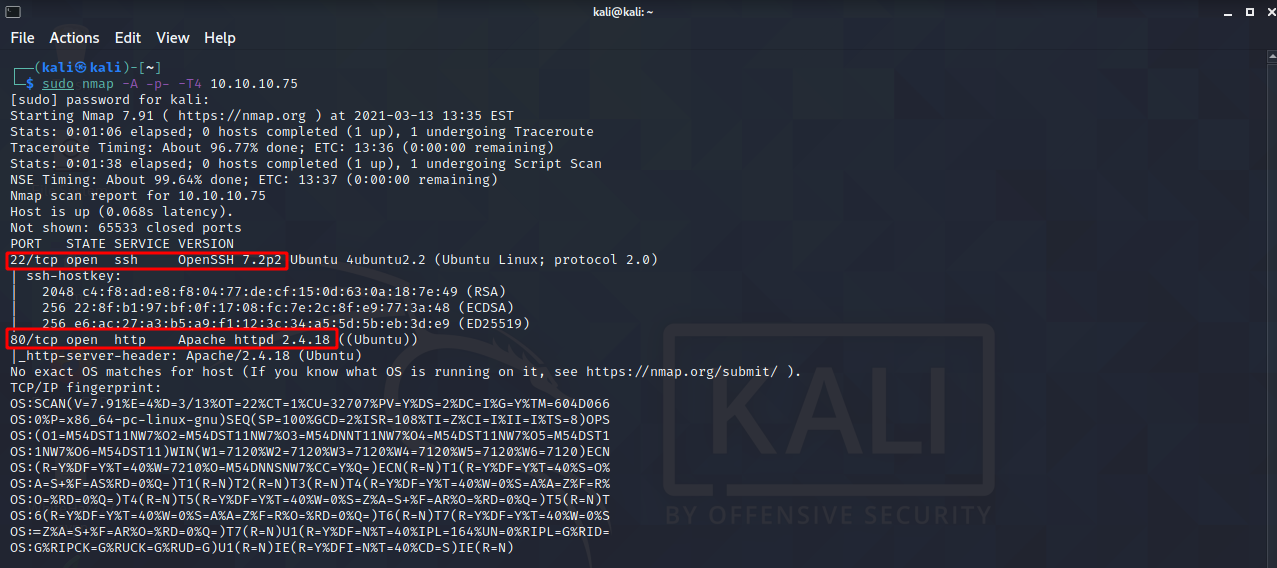 kali@kali: ~
File Actions Edit View Help
┌──(kali㉿kali)-[~]
└─$ sudo nmap -A -p- -T4 10.10.10.75
[sudo] password for kali:
Starting Nmap 7.91 ( https://nmap.org ) at 2021-03-13 13:35 EST
Stats: 0:01:06 elapsed; 0 hosts completed (1 up), 1 undergoing Traceroute
Traceroute Timing: About 96.77% done; ETC: 13:36 (0:00:00 remaining)
Stats: 0:01:38 elapsed; 0 hosts completed (1 up), 1 undergoing Script Scan
NSE Timing: About 99.64% done; ETC: 13:37 (0:00:00 remaining)
Nmap scan report for 10.10.10.75
Host is up (0.068s latency).
Not shown: 65533 closed ports
PORT   STATE SERVICE VERSION
22/tcp open  ssh     OpenSSH 7.2p2 Ubuntu 4ubuntu2.2 (Ubuntu Linux; protocol 2.0)
| ssh-hostkey:
|   2048 c4:f8:ad:e8:f8:04:77:de:cf:15:0d:63:0a:18:7e:49 (RSA)
|   256 22:8f:b1:97:bf:0f:17:08:fc:7e:2c:8f:e9:77:3a:48 (ECDSA)
|   256 e6:ac:27:a3:b5:a9:f1:12:3c:34:a5:5d:5b:eb:3d:e9 (ED25519)
80/tcp open  http    Apache httpd 2.4.18 ((Ubuntu))
|_http-server-header: Apache/2.4.18 (Ubuntu)
No exact OS matches for host (If you know what OS is running on it, see https://nmap.org/submit/ ).
TCP/IP fingerprint:
OS:SCAN(V=7.91%E=4%D=3/13%OT=22%CT=1%CU=32707%PV=Y%DS=2%DC=I%G=Y%TM=604D066
OS:0%P=x86_64-pc-linux-gnu)SEQ(SP=100%GCD=2%ISR=108%TI=Z%CI=I%II=I%TS=8)OPS
OS:(O1=M54DST11NW7%O2=M54DST11NW7%O3=M54DNNT11NW7%O4=M54DST11NW7%O5=M54DST1
OS:1NW7%O6=M54DST11)WIN(W1=7120%W2=7120%W3=7120%W4=7120%W5=7120%W6=7120)ECN
OS:(R=Y%DF=Y%T=40%W=7210%O=M54DNNSNW7%CC=Y%Q=)ECN(R=N)T1(R=Y%DF=Y%T=40%S=O%
OS:A=S+%F=AS%RD=0%Q=)T1(R=N)T2(R=N)T3(R=N)T4(R=Y%DF=Y%T=40%W=0%S=A%A=Z%F=R%
OS:O=%RD=0%Q=)T4(R=N)T5(R=Y%DF=Y%T=40%W=0%S=Z%A=S+%F=AR%O=%RD=0%Q=)T5(R=N)T
OS:6(R=Y%DF=Y%T=40%W=0%S=A%A=Z%F=R%O=%RD=0%Q=)T6(R=N)T7(R=Y%DF=Y%T=40%W=0%S
OS:=Z%A=S+%F=AR%O=%RD=0%Q=)T7(R=N)U1(R=Y%DF=N%T=40%IPL=164%UN=0%RIPL=G%RID=
OS:G%RIPCK=G%RUCK=G%RUD=G)U1(R=N)IE(R=Y%DFI=N%T=40%CD=S)IE(R=N)
KALI
BY OFFENSIVE SECURITY